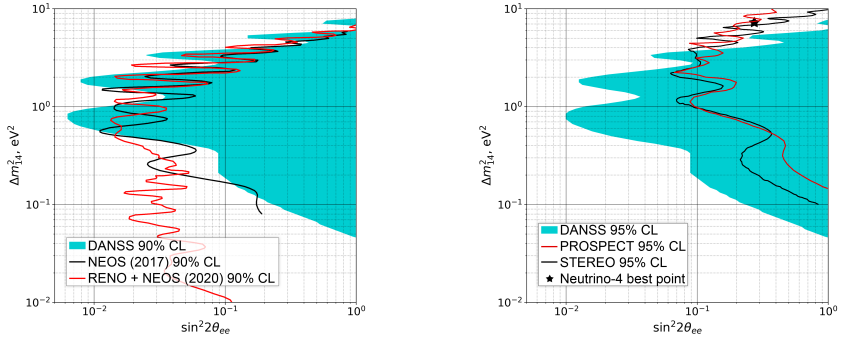 10¹
10⁰
10⁻¹
10⁻²
Δm²₁₄, eV²
DANSS 90% CL
NEOS (2017) 90% CL
RENO + NEOS (2020) 90% CL
10⁻² 10⁻¹ 10⁰
sin²2θₑₑ
10¹
10⁰
10⁻¹
10⁻²
Δm²₁₄, eV²
DANSS 95% CL
PROSPECT 95% CL
STEREO 95% CL
Neutrino-4 best point
10⁻² 10⁻¹ 10⁰
sin²2θₑₑ